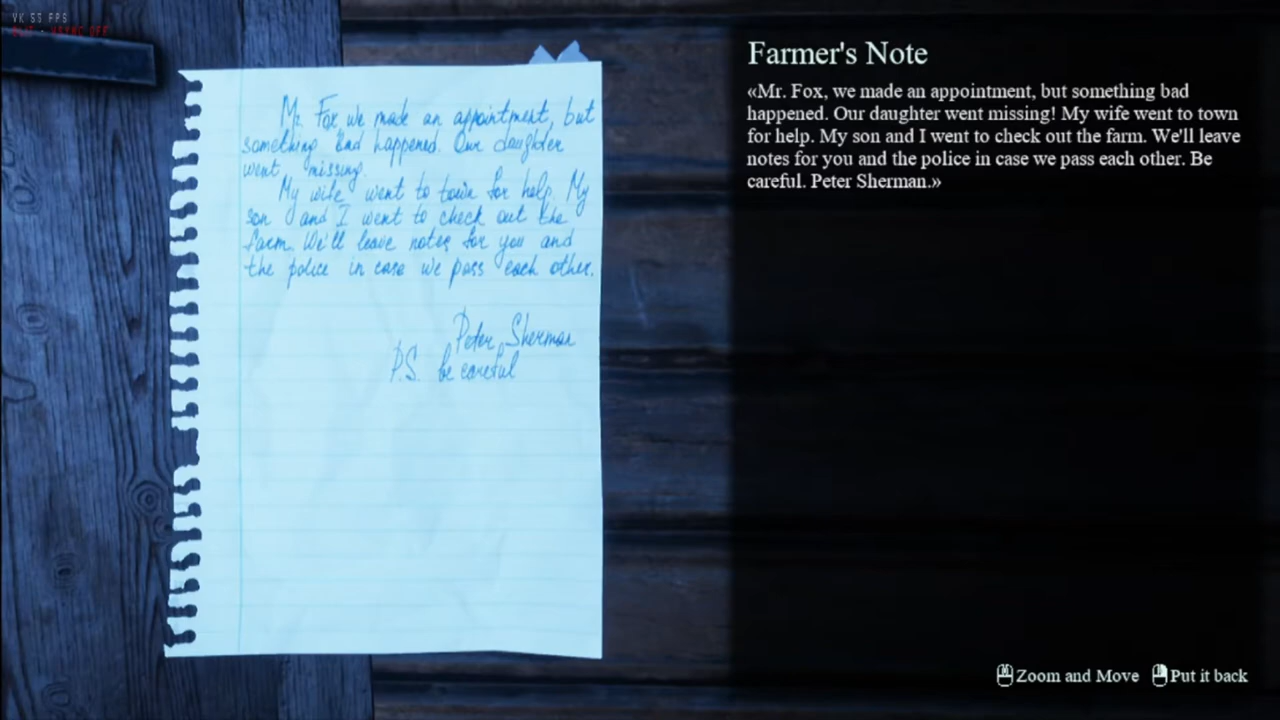 VK 55 FPS
Mr. Fox we made an appointment, but
something bad happened. Our daughter
went missing.
My wife went to town for help. My
son and I went to check out the
farm. We'll leave notes for you and
the police in case we pass each other.
Peter Sherman
P.S. be careful
Farmer's Note
«Mr. Fox, we made an appointment, but something bad
happened. Our daughter went missing! My wife went to town
for help. My son and I went to check out the farm. We'll leave
notes for you and the police in case we pass each other. Be
careful. Peter Sherman.»
Zoom and Move Put it back